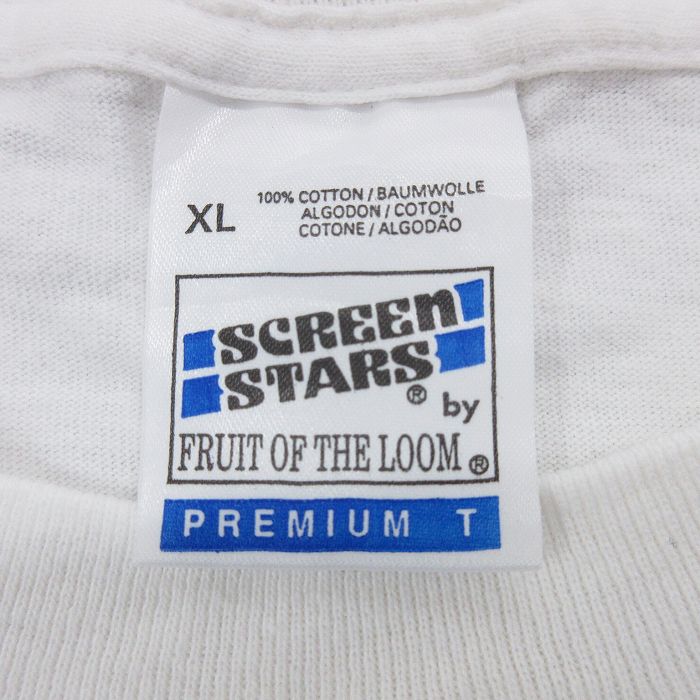 XL
100% COTTON / BAUMWOLLE
ALGODON / COTON
COTONE / ALGODÃO
SCREEN
STARS® by
FRUIT OF THE LOOM®
PREMIUM T